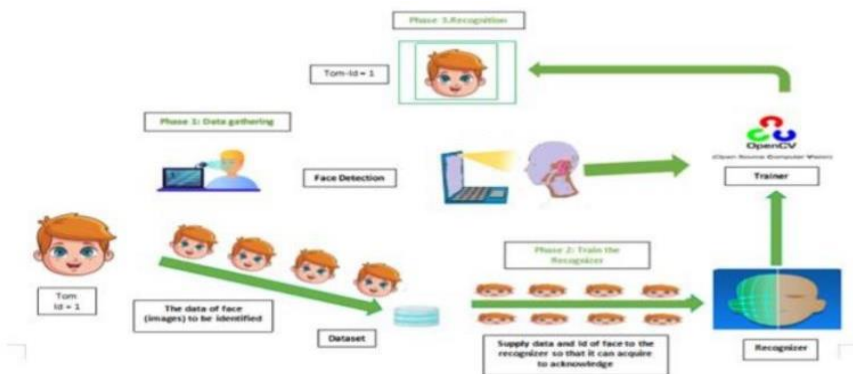 Phase 3.Recognition
Tom-Id = 1
Phase 1: Data gathering
OpenCV
(Open Source Computer Vision)
Face Detection
Trainer
Phase 2: Train the
Recognizer
Tom
Id = 1
The data of face
(images) to be identified
Dataset
Supply data and id of face to the
recognizer so that it can acquire
to acknowledge
Recognizer